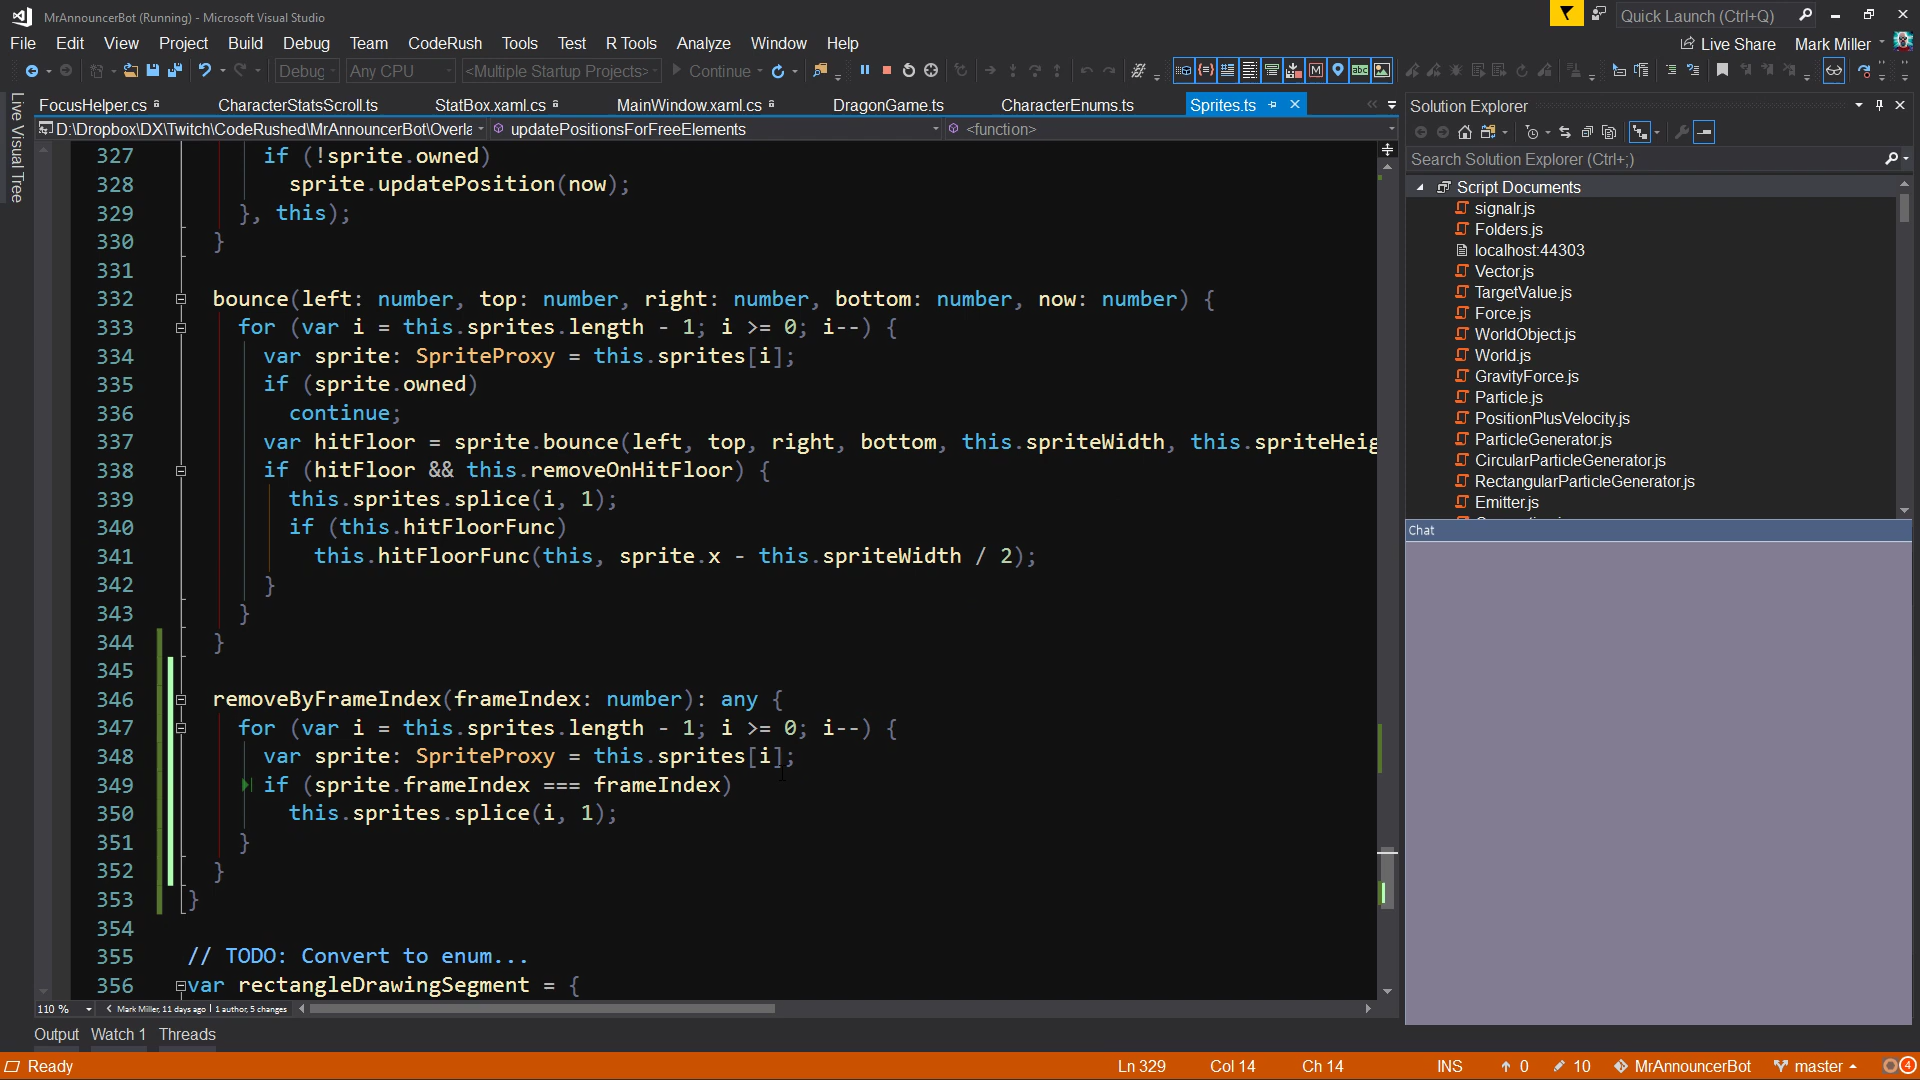 MrAnnouncerBot (Running) - Microsoft Visual Studio
Quick Launch (Ctrl+Q)
File Edit View Project Build Debug Team CodeRush Tools Test R Tools Analyze Window Help
Live Share Mark Miller
Debug Any CPU <Multiple Startup Projects> Continue
Live Visual Tree
FocusHelper.cs CharacterStatsScroll.ts StatBox.xaml.cs MainWindow.xaml.cs DragonGame.ts CharacterEnums.ts Sprites.ts
D:\Dropbox\DX\Twitch\CodeRushed\MrAnnouncerBot\Overla updatePositionsForFreeElements <function>
327 if (!sprite.owned)
328 sprite.updatePosition(now);
329 }, this);
330 }
331
332 bounce(left: number, top: number, right: number, bottom: number, now: number) {
333 for (var i = this.sprites.length - 1; i >= 0; i--) {
334 var sprite: SpriteProxy = this.sprites[i];
335 if (sprite.owned)
336 continue;
337 var hitFloor = sprite.bounce(left, top, right, bottom, this.spriteWidth, this.spriteHeig
338 if (hitFloor && this.removeOnHitFloor) {
339 this.sprites.splice(i, 1);
340 if (this.hitFloorFunc)
341 this.hitFloorFunc(this, sprite.x - this.spriteWidth / 2);
342 }
343 }
344 }
345
346 removeByFrameIndex(frameIndex: number): any {
347 for (var i = this.sprites.length - 1; i >= 0; i--) {
348 var sprite: SpriteProxy = this.sprites[i];
349 if (sprite.frameIndex === frameIndex)
350 this.sprites.splice(i, 1);
351 }
352 }
353 }
354
355 // TODO: Convert to enum...
356 var rectangleDrawingSegment = {
110 % Mark Miller, 11 days ago | 1 author, 5 changes
Solution Explorer
Search Solution Explorer (Ctrl+;)
Script Documents
signalr.js
Folders.js
localhost:44303
Vector.js
TargetValue.js
Force.js
WorldObject.js
World.js
GravityForce.js
Particle.js
PositionPlusVelocity.js
ParticleGenerator.js
CircularParticleGenerator.js
RectangularParticleGenerator.js
Emitter.js
Chat
Output Watch 1 Threads
Ready Ln 329 Col 14 Ch 14 INS 0 10 MrAnnouncerBot master 4